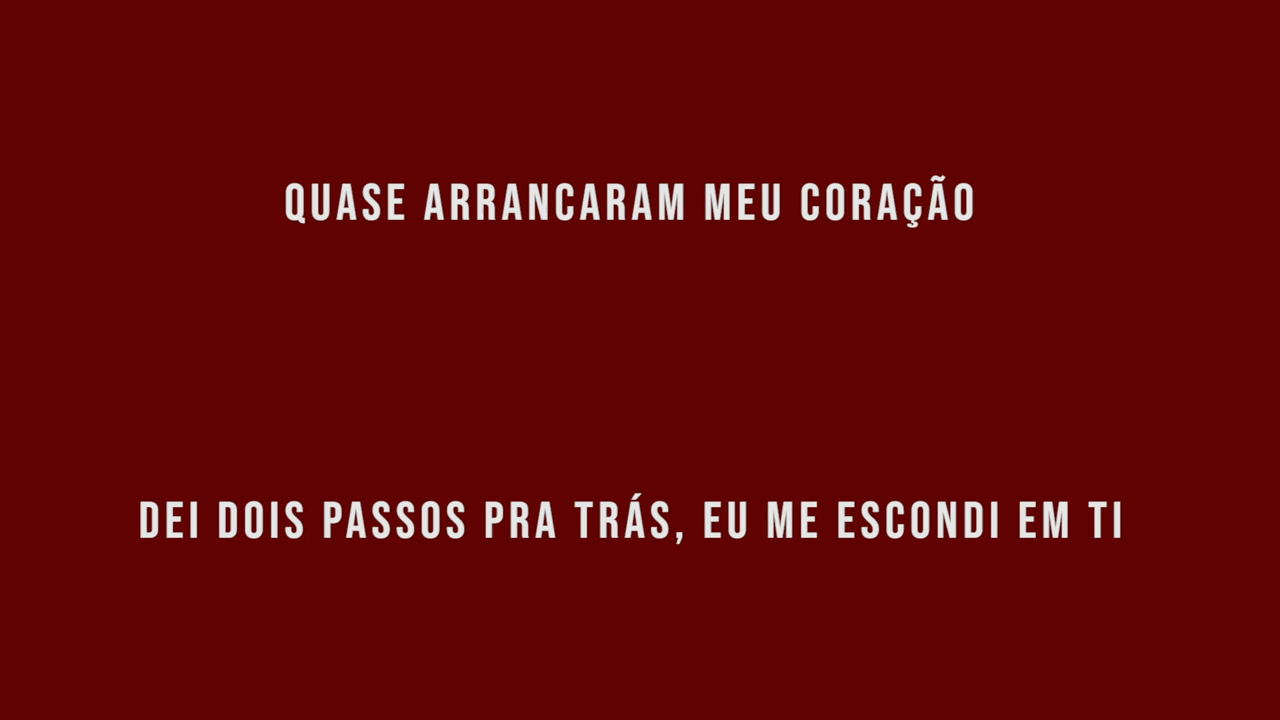 QUASE ARRANCARAM MEU CORAÇÃO
DEI DOIS PASSOS PRA TRÁS, EU ME ESCONDI EM TI